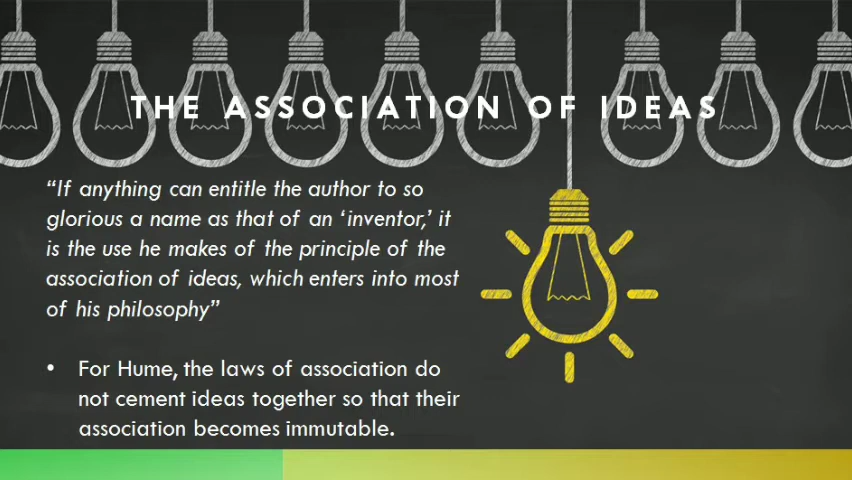 THE ASSOCIATION OF IDEAS
“If anything can entitle the author to so
glorious a name as that of an ‘inventor,’ it
is the use he makes of the principle of the
association of ideas, which enters into most
of his philosophy”
• For Hume, the laws of association do
not cement ideas together so that their
association becomes immutable.